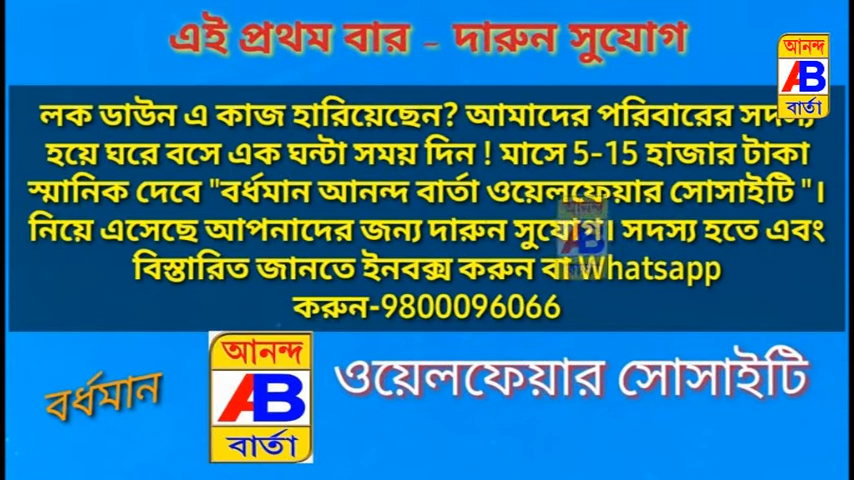 এই প্রথম বার - দারুন সুযোগ
আনন্দ
AB
বার্তা
লক ডাউন এ কাজ হারিয়েছেন? আমাদের পরিবারের সদস্য
হয়ে ঘরে বসে এক ঘন্টা সময় দিন ! মাসে 5-15 হাজার টাকা
স্মানিক দেবে "বর্ধমান আনন্দ বার্তা ওয়েলফেয়ার সোসাইটি "।
নিয়ে এসেছে আপনাদের জন্য দারুন সুযোগ। সদস্য হতে এবং
বিস্তারিত জানতে ইনবক্স করুন বা Whatsapp
করুন-9800096066
বর্ধমান
আনন্দ
AB
বার্তা
ওয়েলফেয়ার সোসাইটি